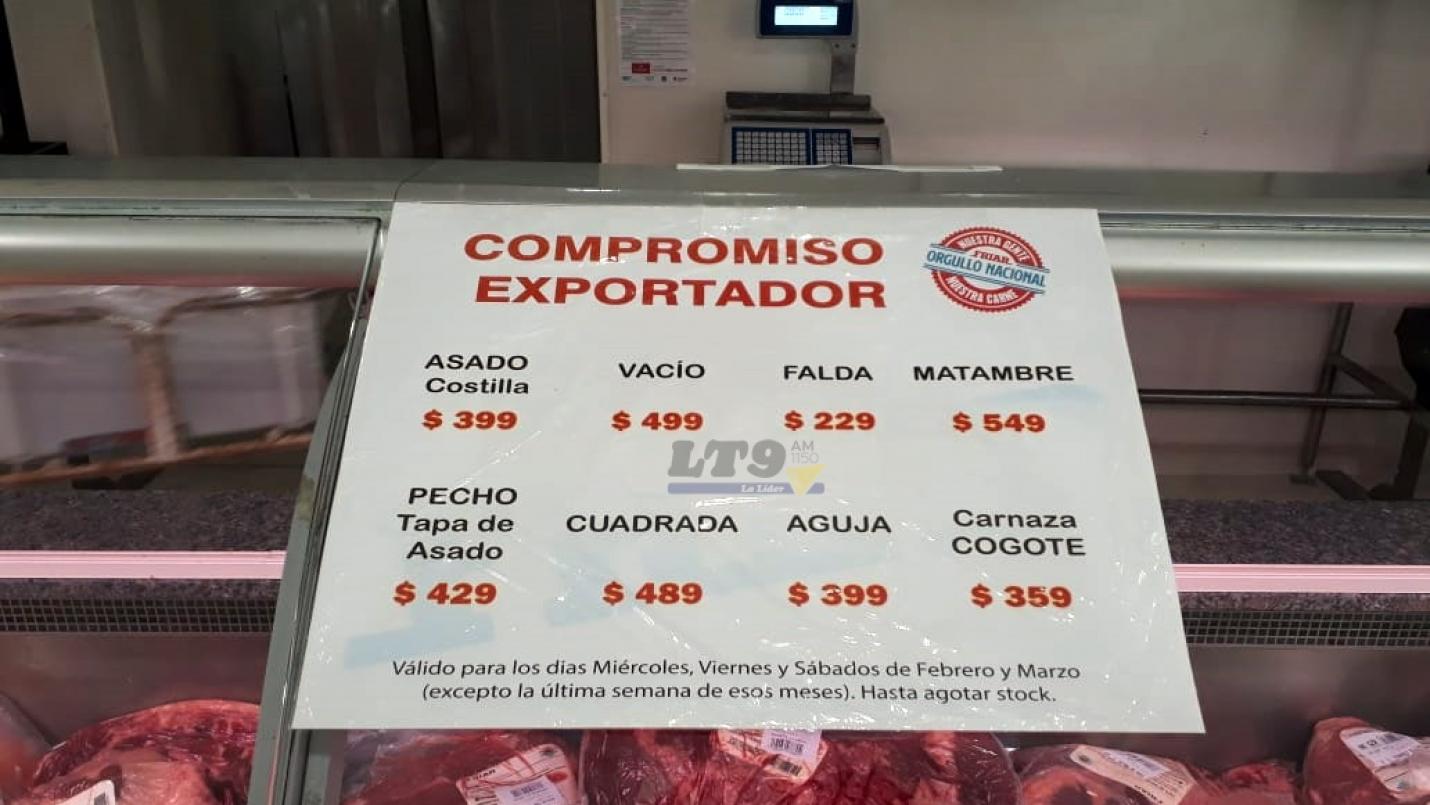 COMPROMISO
EXPORTADOR
NUESTRA GENTE
FRIAR
ORGULLO NACIONAL
NUESTRA CARNE
ASADO
Costilla
$ 399
VACÍO
$ 499
FALDA
$ 229
MATAMBRE
$ 549
LT9 AM
1150
La Líder
PECHO
Tapa de
Asado
$ 429
CUADRADA
$ 489
AGUJA
$ 399
Carnaza
COGOTE
$ 359
Válido para los dias Miércoles, Viernes y Sábados de Febrero y Marzo
(excepto la última semana de esos meses). Hasta agotar stock.